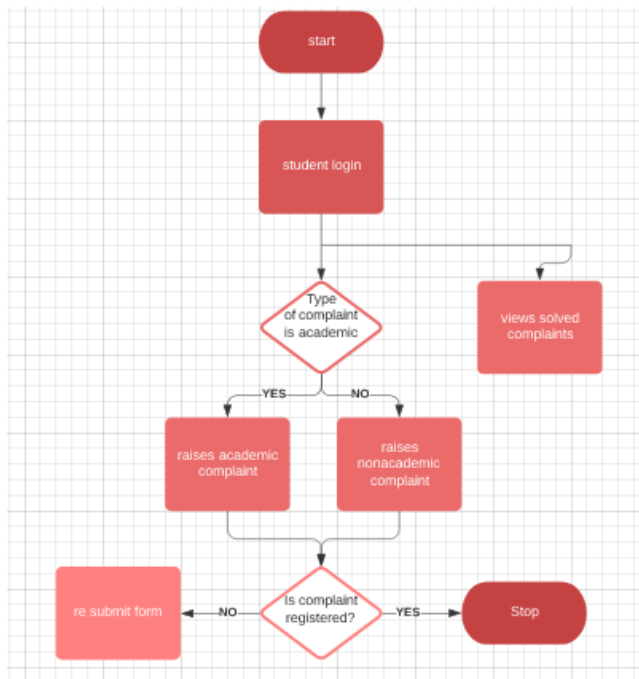 start
student login
Type
of complaint
is academic
views solved
complaints
YES
NO
raises academic
complaint
raises
nonacademic
complaint
re submit form
NO
Is complaint
registered?
YES
Stop